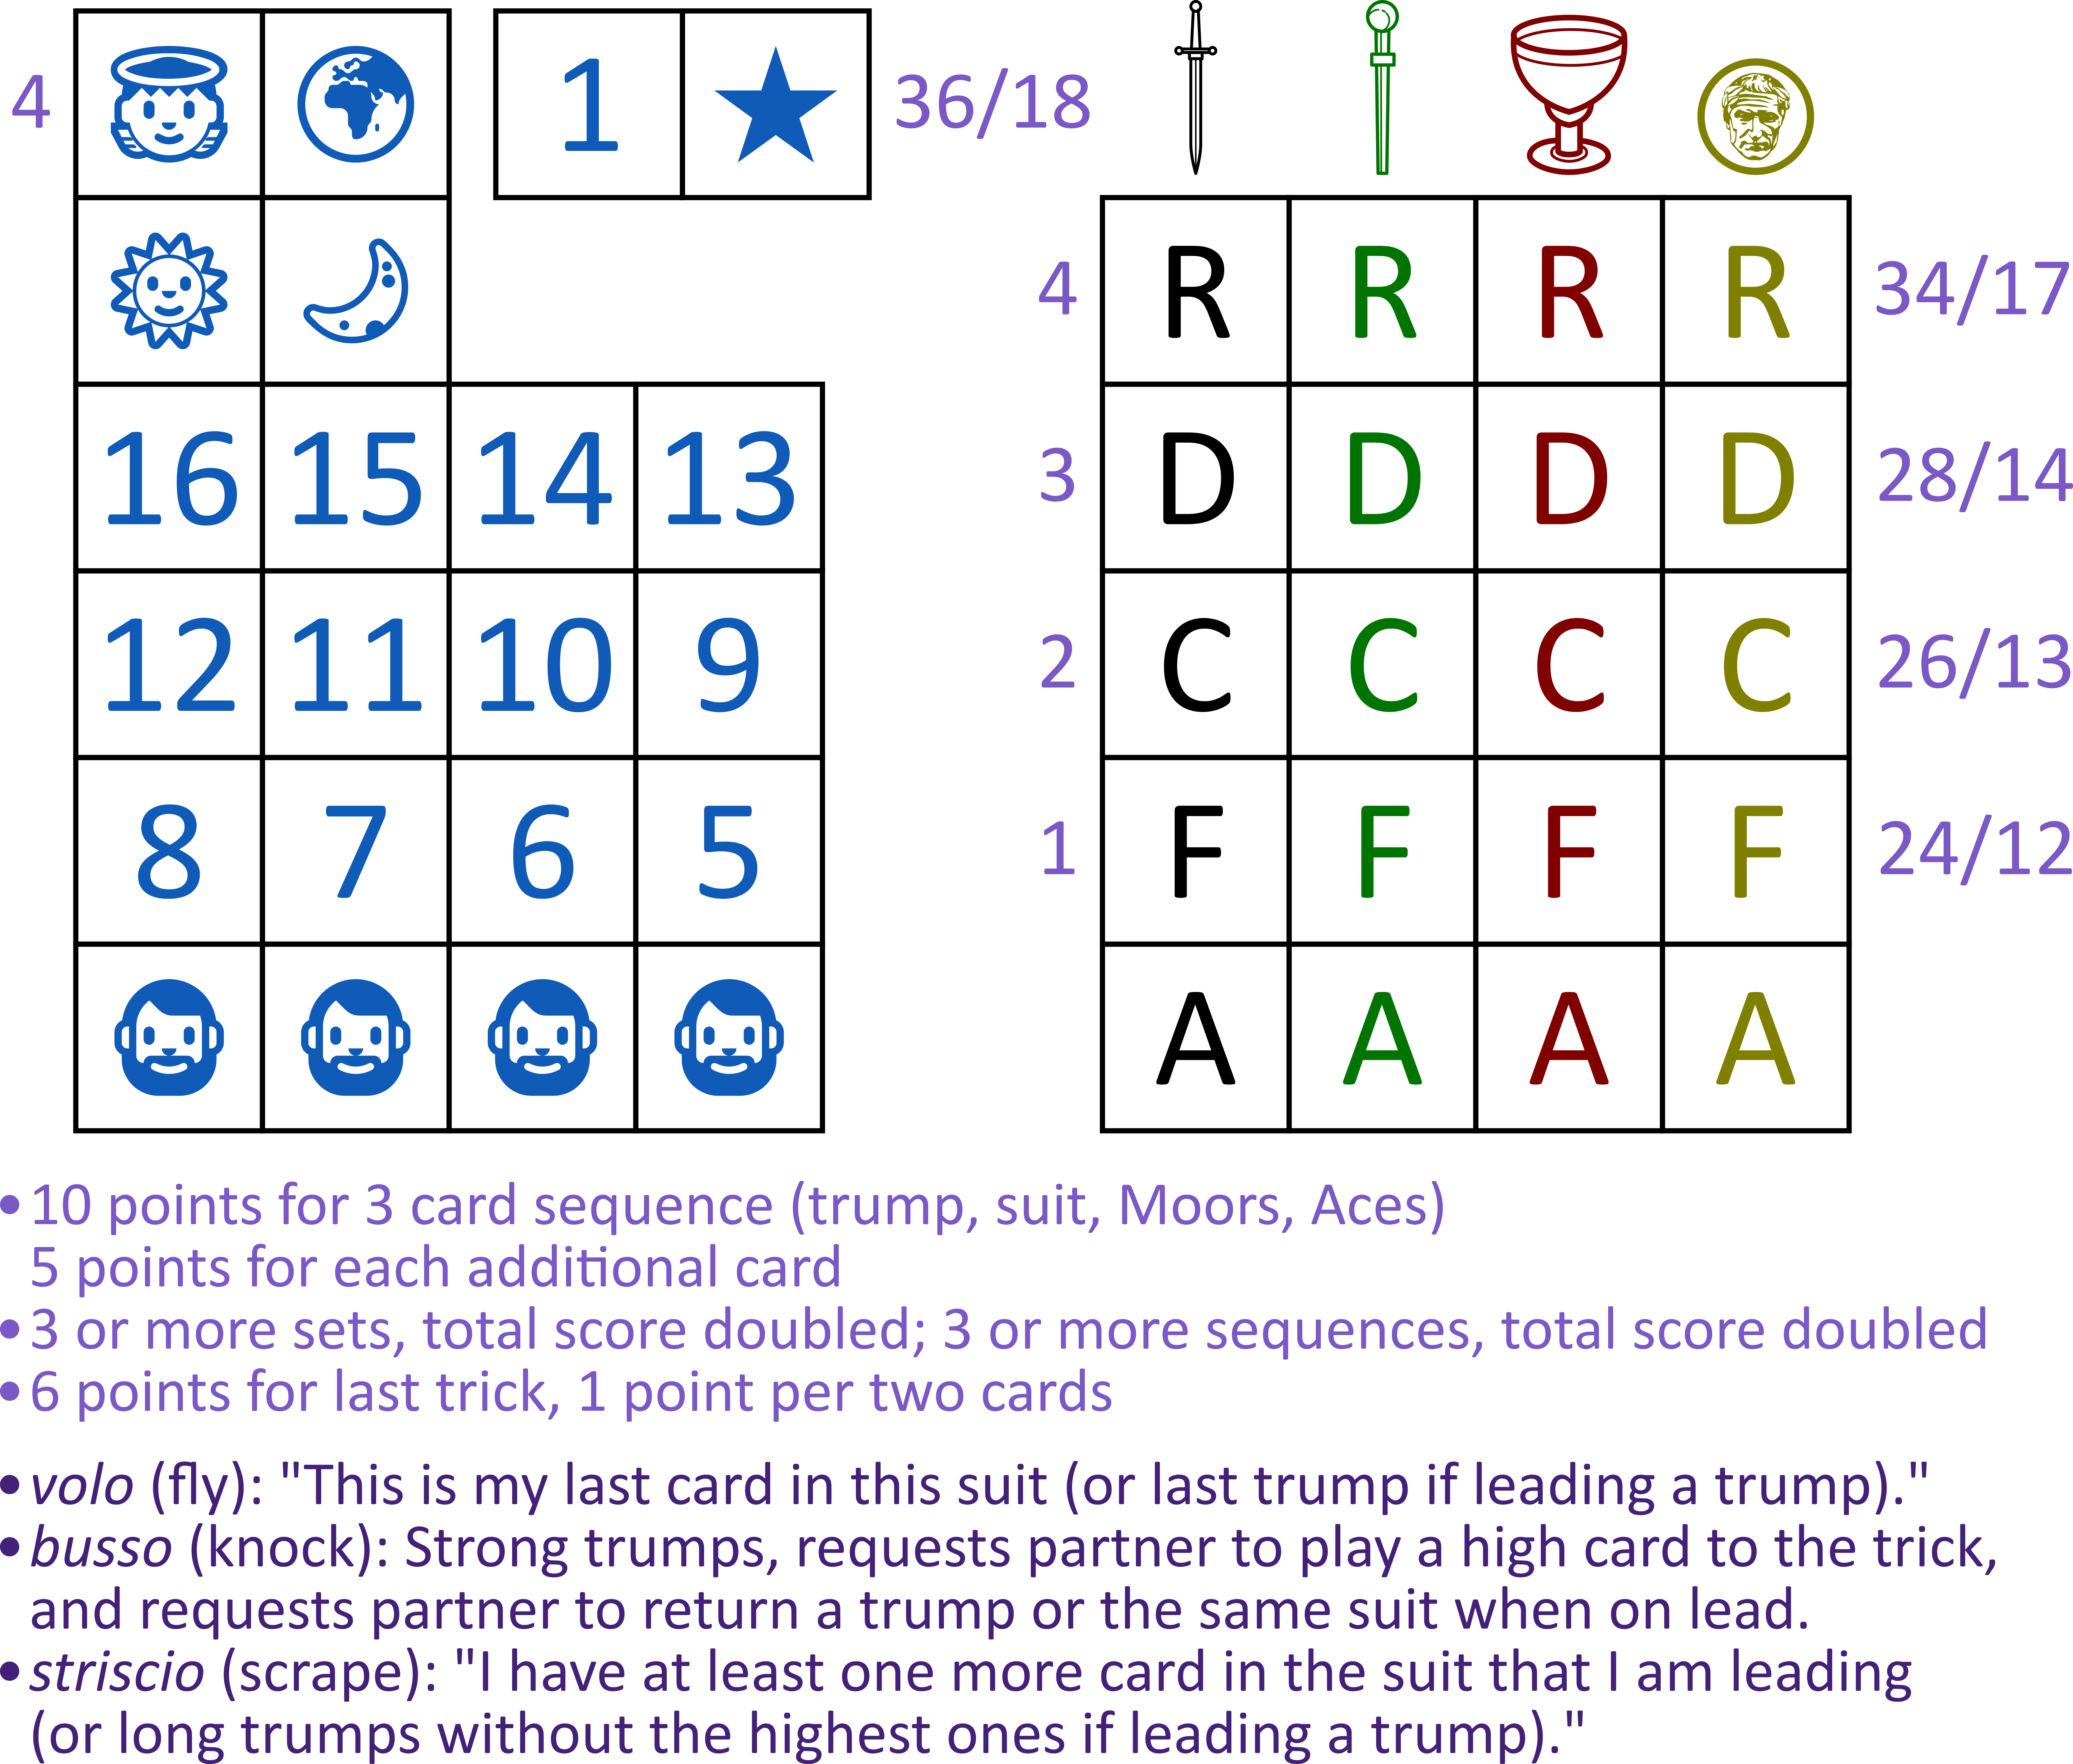 4 1 36/18
4 R R R R 34/17
16 15 14 13 3 D D D D 28/14
12 11 10 9 2 C C C C 26/13
8 7 6 5 1 F F F F 24/12
A A A A
•10 points for 3 card sequence (trump, suit, Moors, Aces)
5 points for each additional card
•3 or more sets, total score doubled; 3 or more sequences, total score doubled
•6 points for last trick, 1 point per two cards
•volo (fly): "This is my last card in this suit (or last trump if leading a trump)."
•busso (knock): Strong trumps, requests partner to play a high card to the trick,
and requests partner to return a trump or the same suit when on lead.
•striscio (scrape): "I have at least one more card in the suit that I am leading
(or long trumps without the highest ones if leading a trump)."